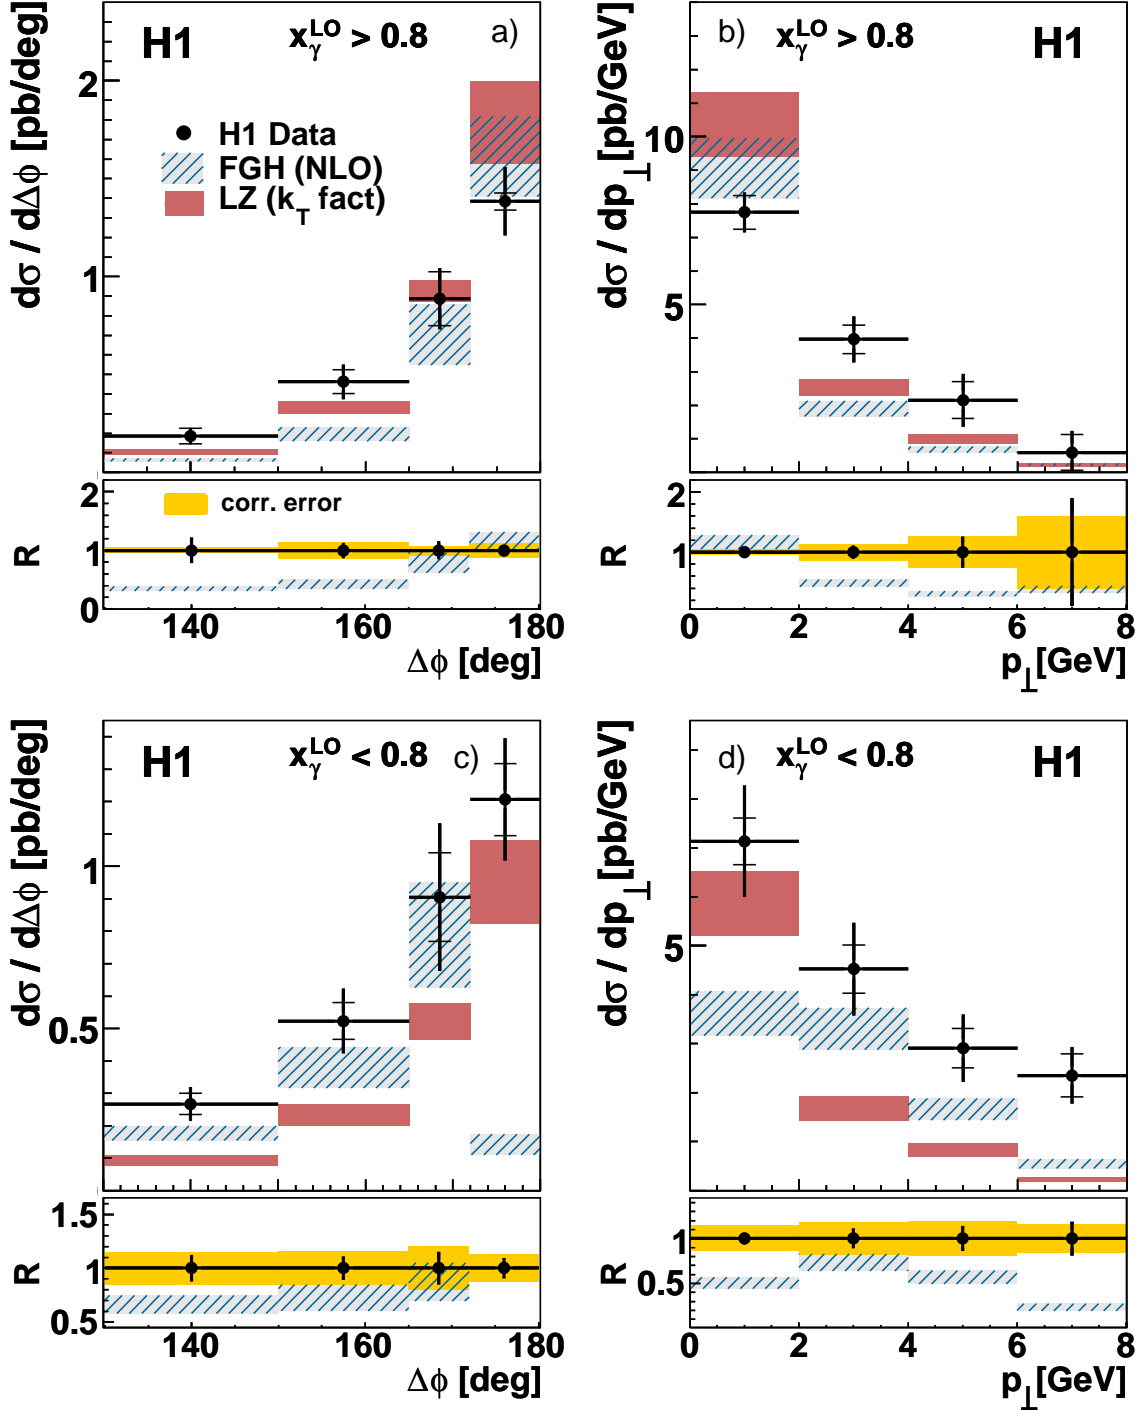 H1 x_γ^LO > 0.8 a)
dσ / dΔφ [pb/deg]
2
1
H1 Data
FGH (NLO)
LZ (k_T fact)
R
2
1
0
corr. error
140 160 180
Δφ [deg]
b) x_γ^LO > 0.8 H1
dσ / dp_⊥ [pb/GeV]
10
5
R
2
1
0 2 4 6 8
p_⊥ [GeV]
H1 x_γ^LO < 0.8 c)
dσ / dΔφ [pb/deg]
1
0.5
R
1.5
1
0.5
140 160 180
Δφ [deg]
d) x_γ^LO < 0.8 H1
dσ / dp_⊥ [pb/GeV]
5
R
1
0.5
0 2 4 6 8
p_⊥ [GeV]